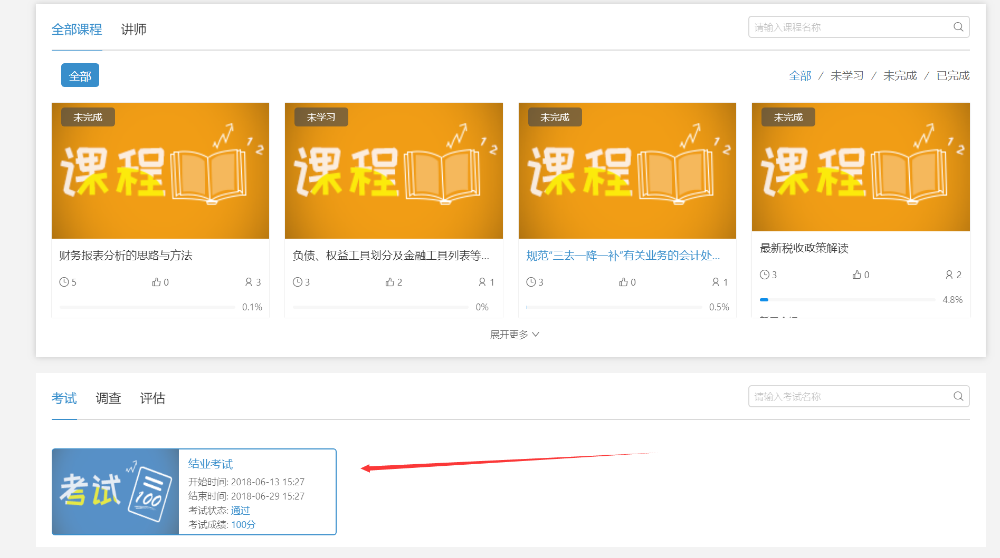 全部课程 讲师 请输入课程名称
全部 全部 / 未学习 / 未完成 / 已完成
未完成 未学习 未完成 未完成
课程 1 2 课程 1 2 课程 1 2 课程 1 2
财务报表分析的思路与方法 负债、权益工具划分及金融工具列表等... 规范“三去一降一补”有关业务的会计处... 最新税收政策解读
5 0 3 3 2 1 3 0 1 3 0 2
0.1% 0% 0.5% 4.8%
展开更多
考试 调查 评估 请输入考试名称
考试 100
结业考试
开始时间: 2018-06-13 15:27
结束时间: 2018-06-29 15:27
考试状态: 通过
考试成绩: 100分